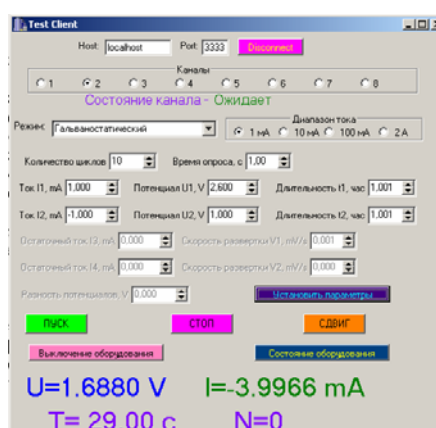 Test Client
Host: localhost Port: 3333 Disconnect
Каналы
1 2 3 4 5 6 7 8
Состояние канала - Ожидает
Режим: Гальваностатический
Диапазон тока
1 мА 10 мА 100 мА 2 А
Количество циклов 10 Время опроса, с 1,00
Ток I1, mA 1,000 Потенциал U1, V 2,600 Длительность t1, час 1,001
Ток I2, mA -1,000 Потенциал U2, V 1,000 Длительность t2, час 1,001
Остаточный ток I3, mA 0,000 Скорость развертки V1, mV/s 0,001
Остаточный ток I4, mA 0,000 Скорость развертки V2, mV/s 0,000
Разность потенциалов, V 0,000 Установить параметры
ПУСК СТОП СДВИГ
Выключение оборудования Состояние оборудования
U=1.6880 V I=-3.9966 mA
T= 29.00 c N=0